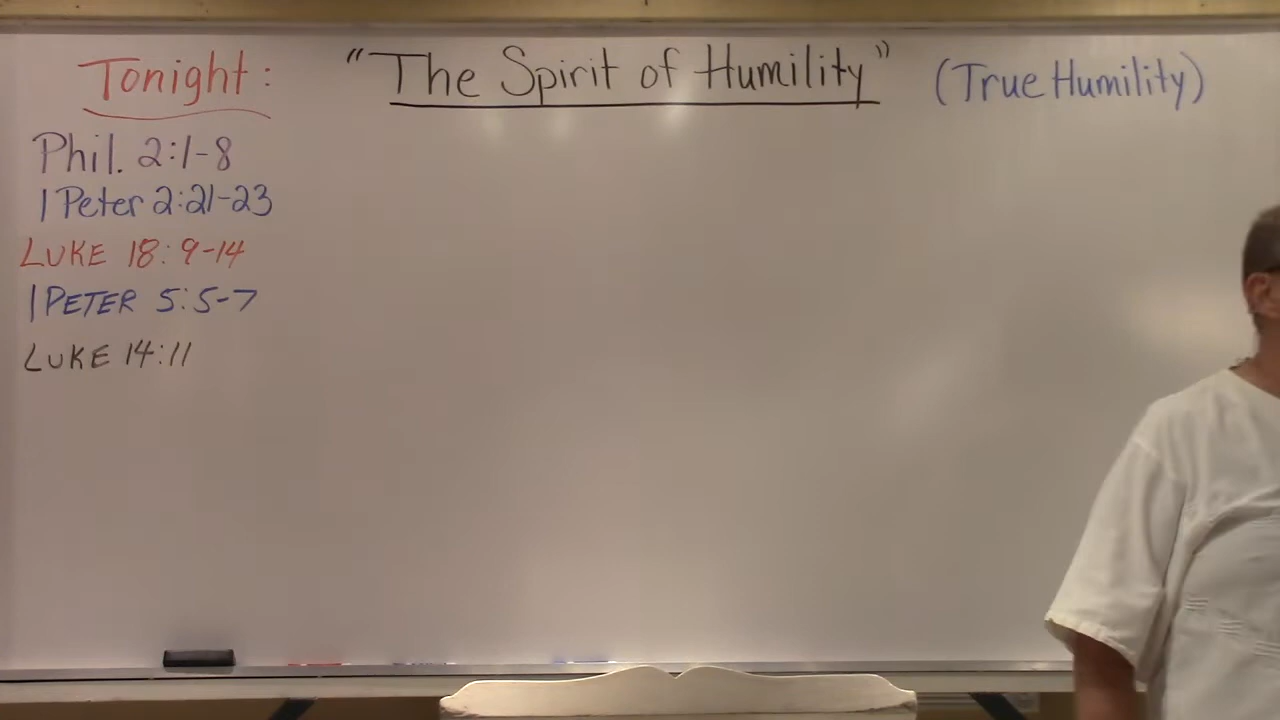 Tonight: "The Spirit of Humility" (True Humility)
Phil. 2:1-8
1 Peter 2:21-23
LUKE 18:9-14
1 PETER 5:5-7
LUKE 14:11